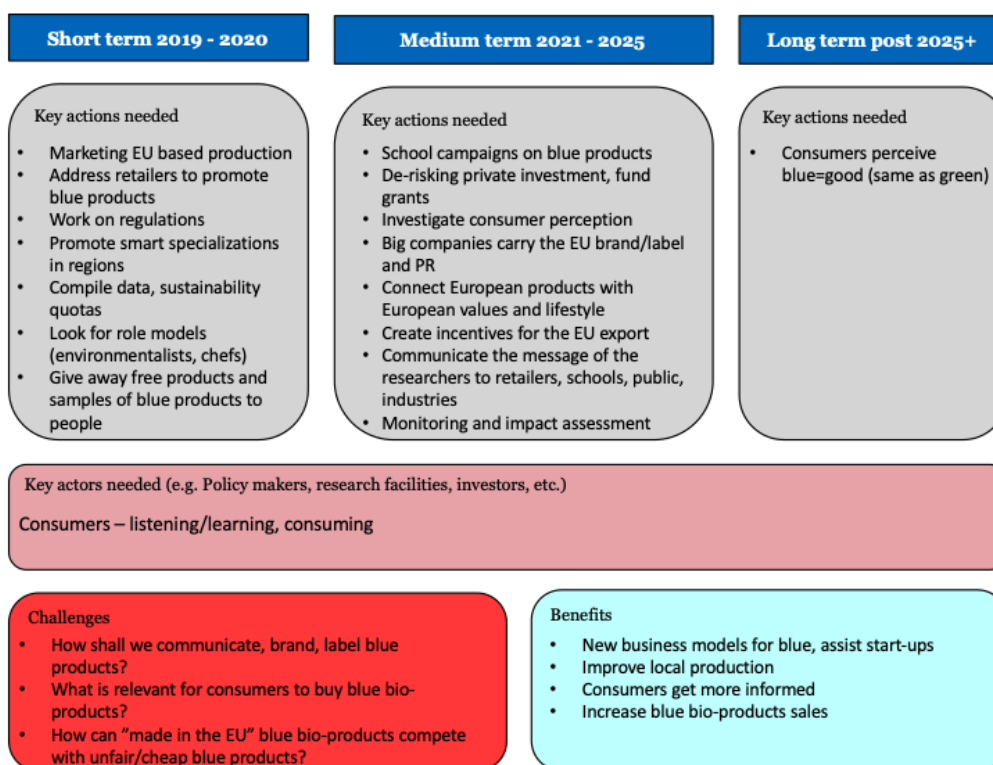 Short term 2019 - 2020
Medium term 2021 - 2025
Long term post 2025+
Key actions needed
• Marketing EU based production
• Address retailers to promote
blue products
• Work on regulations
• Promote smart specializations
in regions
• Compile data, sustainability
quotas
• Look for role models
(environmentalists, chefs)
• Give away free products and
samples of blue products to
people
Key actions needed
• School campaigns on blue products
• De-risking private investment, fund
grants
• Investigate consumer perception
• Big companies carry the EU brand/label
and PR
• Connect European products with
European values and lifestyle
• Create incentives for the EU export
• Communicate the message of the
researchers to retailers, schools, public,
industries
• Monitoring and impact assessment
Key actions needed
• Consumers perceive
blue=good (same as green)
Key actors needed (e.g. Policy makers, research facilities, investors, etc.)
Consumers – listening/learning, consuming
Challenges
• How shall we communicate, brand, label blue
products?
• What is relevant for consumers to buy blue bio-
products?
• How can ”made in the EU” blue bio-products compete
with unfair/cheap blue products?
Benefits
• New business models for blue, assist start-ups
• Improve local production
• Consumers get more informed
• Increase blue bio-products sales